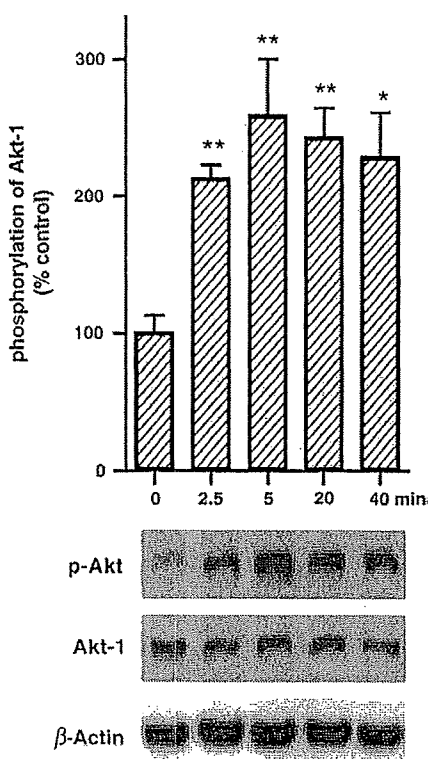 phosphorylation of Akt-1
(% control)
300
200
100
0
**
**
**
*
0 2.5 5 20 40 min.
p-Akt
Akt-1
β-Actin